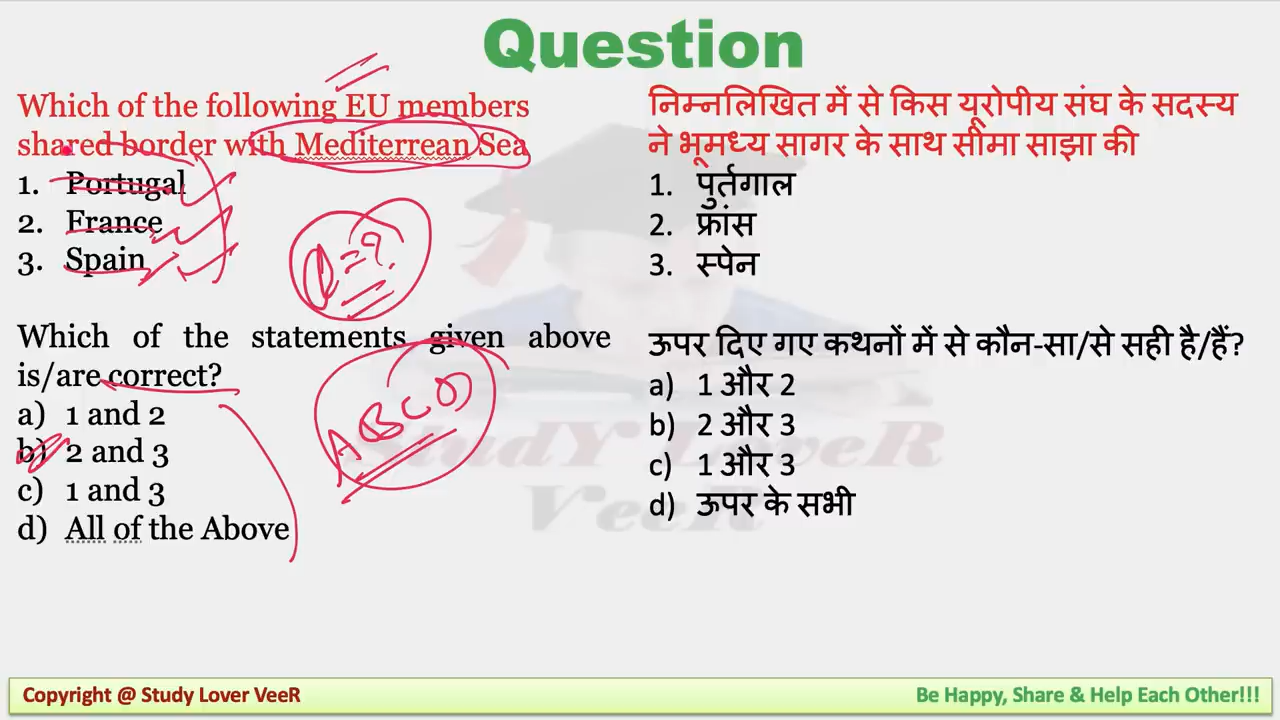 Question
Which of the following EU members
shared border with Mediterrean Sea
1. Portugal
2. France
3. Spain
Q=?
Which of the statements given above
is/are correct?
a) 1 and 2
b) 2 and 3
c) 1 and 3
d) All of the Above
ABCD
निम्नलिखित में से किस यूरोपीय संघ के सदस्य
ने भूमध्य सागर के साथ सीमा साझा की
1. पुर्तगाल
2. फ्रांस
3. स्पेन
ऊपर दिए गए कथनों में से कौन-सा/से सही है/हैं?
a) 1 और 2
b) 2 और 3
c) 1 और 3
d) ऊपर के सभी
StudY LoveR
VeeR
Copyright @ Study Lover VeeR
Be Happy, Share & Help Each Other!!!